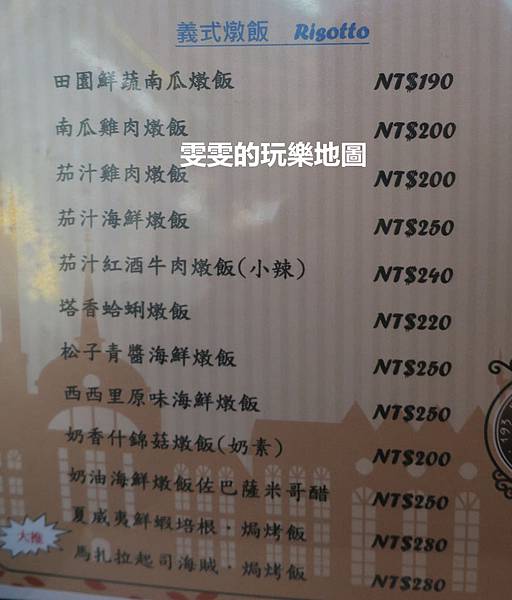 義式燉飯 Risotto
田園鮮蔬南瓜燉飯 NT$190
南瓜雞肉燉飯 NT$200
雯雯的玩樂地圖
茄汁雞肉燉飯 NT$200
茄汁海鮮燉飯 NT$250
茄汁紅酒牛肉燉飯(小辣) NT$240
塔香蛤蜊燉飯 NT$220
松子青醬海鮮燉飯 NT$250
西西里原味海鮮燉飯 NT$250
奶香什錦菇燉飯(奶素) NT$200
奶油海鮮燉飯佐巴薩米哥醋 NT$250
夏威夷鮮蝦培根·焗烤飯 NT$280
大推 馬扎拉起司海賊·焗烤飯 NT$280